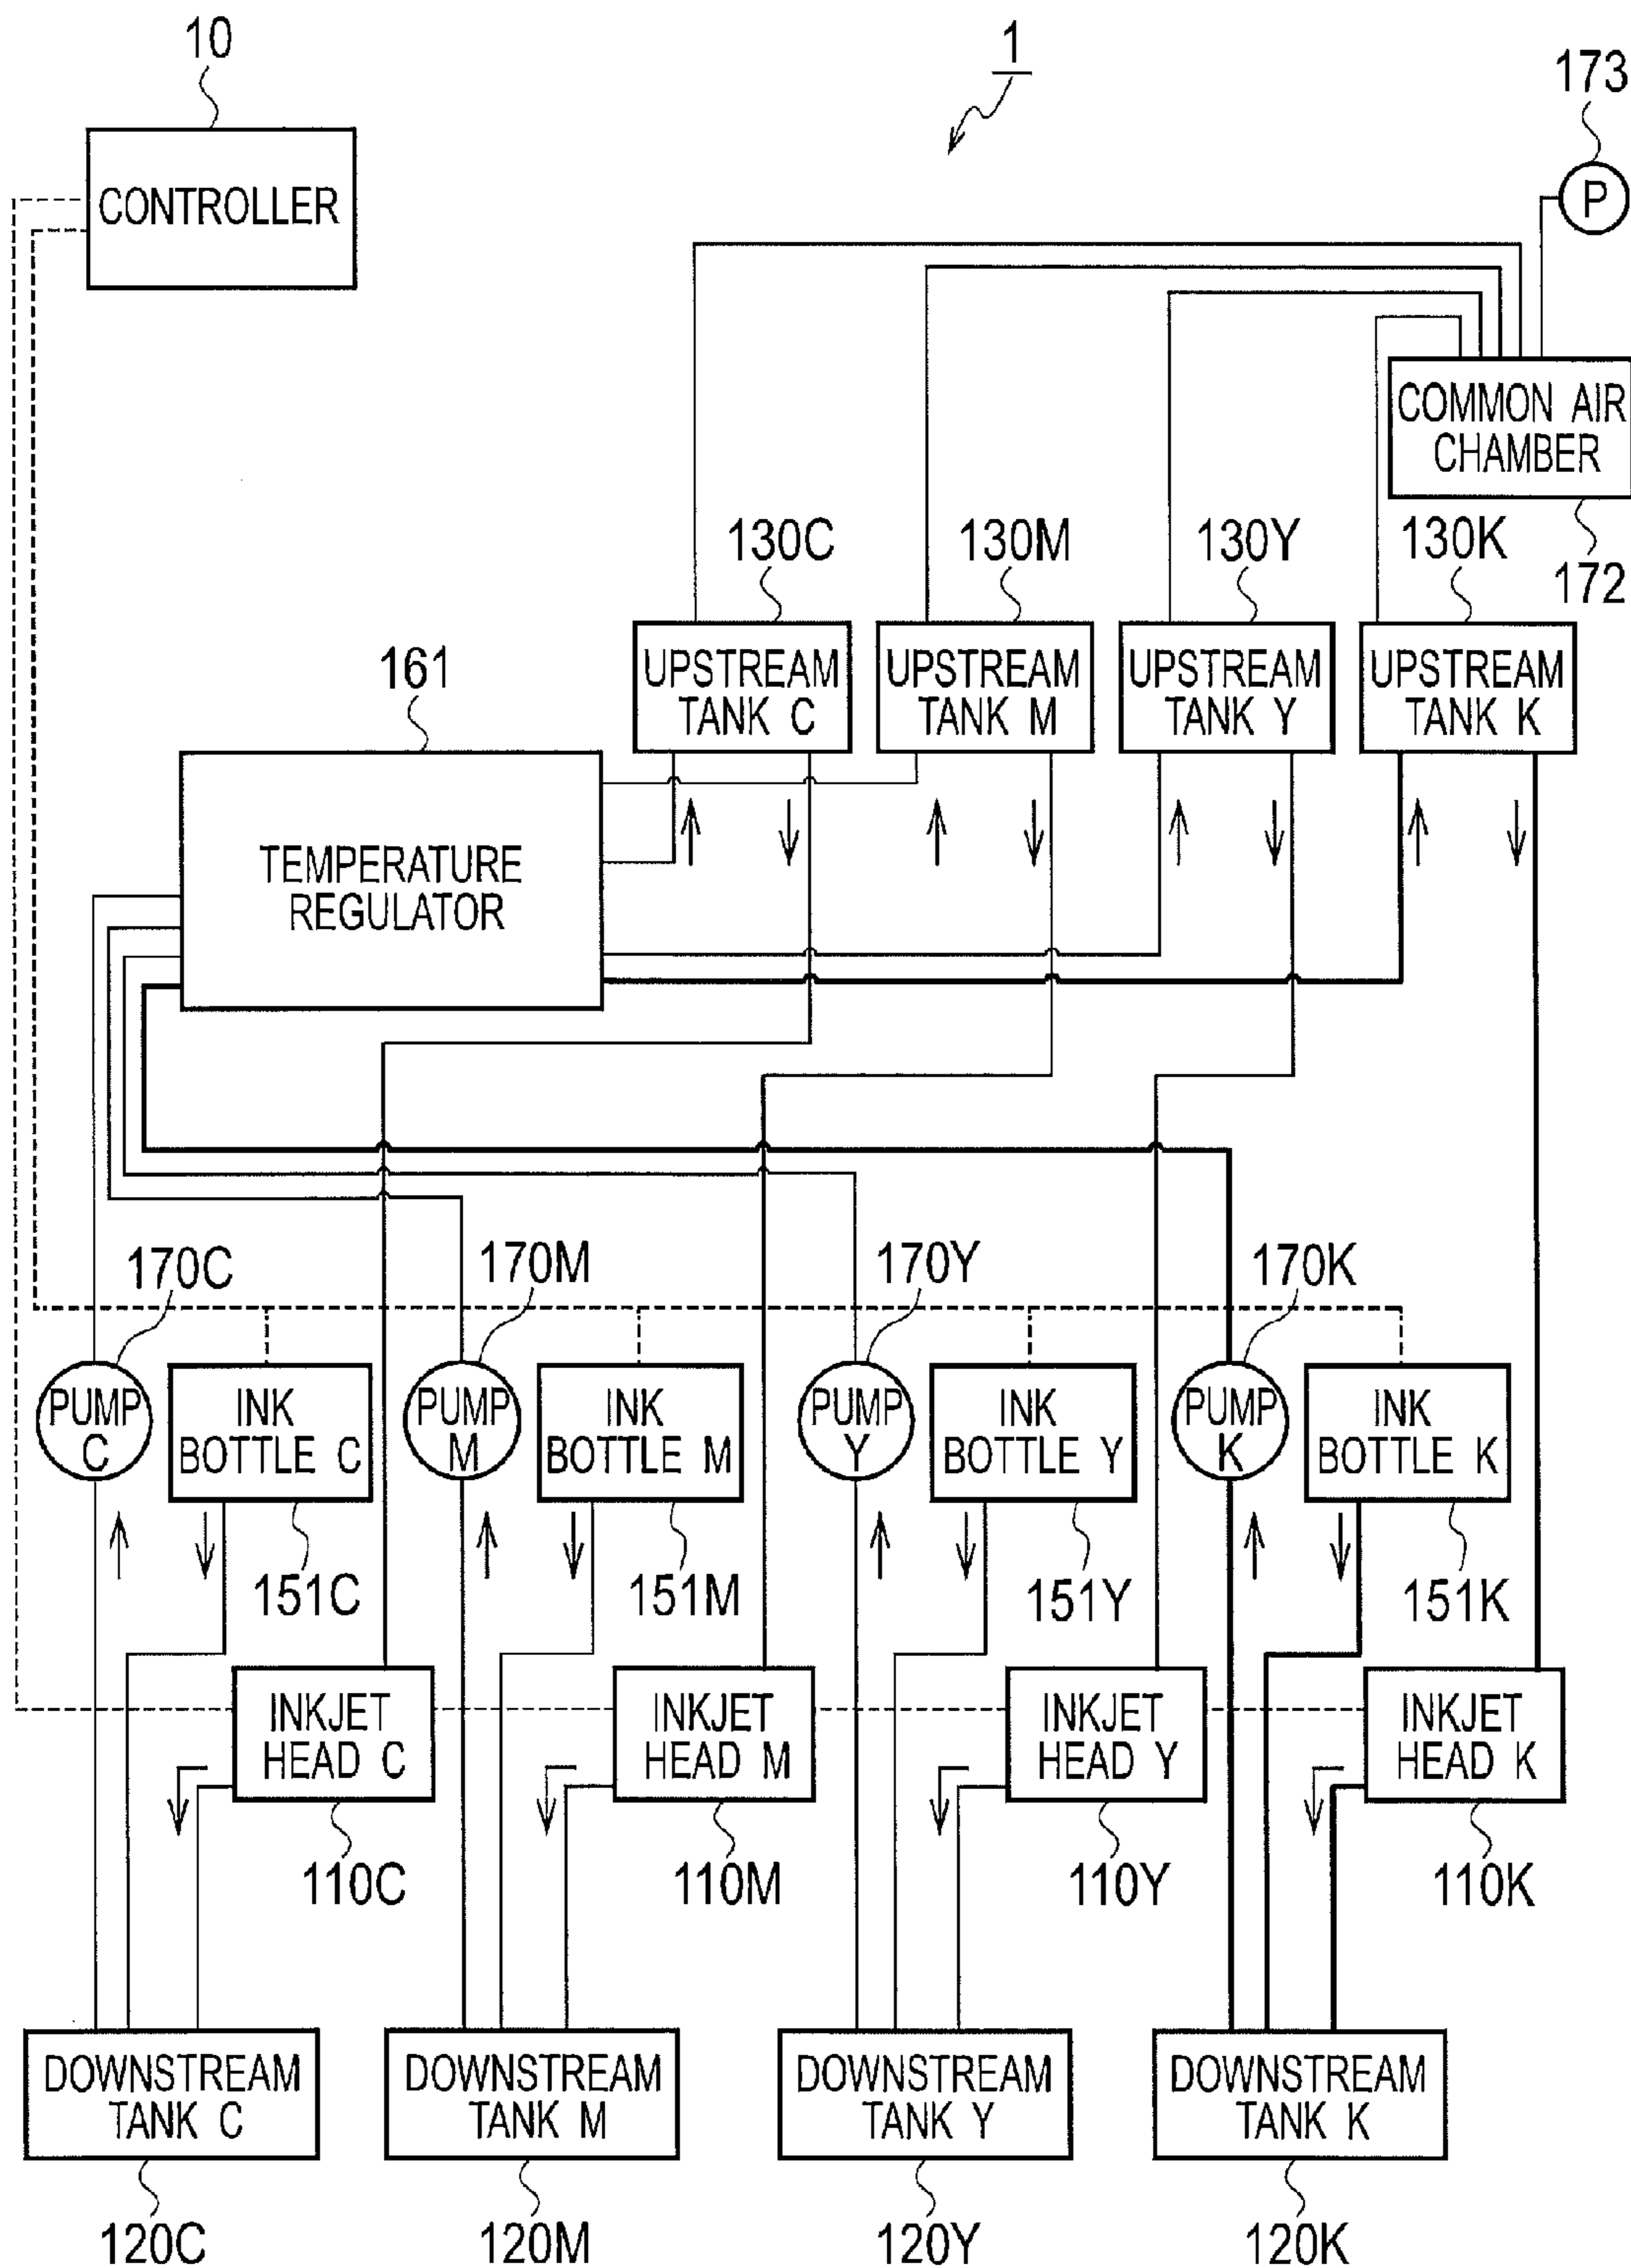 10
1
173
CONTROLLER
P
COMMON AIR
CHAMBER
172
130C
130M
130Y
130K
UPSTREAM
TANK C
UPSTREAM
TANK M
UPSTREAM
TANK Y
UPSTREAM
TANK K
161
TEMPERATURE
REGULATOR
170C
170M
170Y
170K
PUMP
C
INK
BOTTLE C
PUMP
M
INK
BOTTLE M
PUMP
Y
INK
BOTTLE Y
PUMP
K
INK
BOTTLE K
151C
151M
151Y
151K
INKJET
HEAD C
INKJET
HEAD M
INKJET
HEAD Y
INKJET
HEAD K
110C
110M
110Y
110K
DOWNSTREAM
TANK C
DOWNSTREAM
TANK M
DOWNSTREAM
TANK Y
DOWNSTREAM
TANK K
120C
120M
120Y
120K